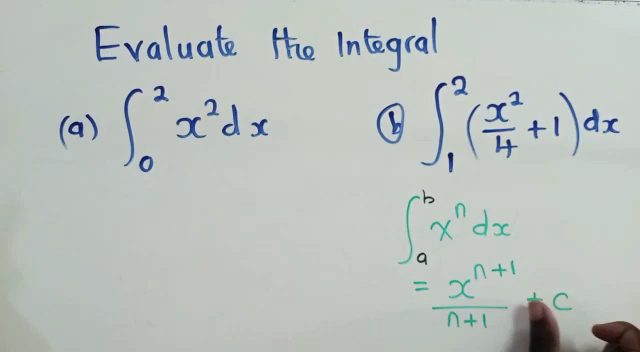 Evaluate the Integral
(a) ∫₀² x² dx (b) ∫₁² (x²/4 + 1) dx
∫ₐᵇ xⁿ dx
= xⁿ⁺¹/n+1 + c